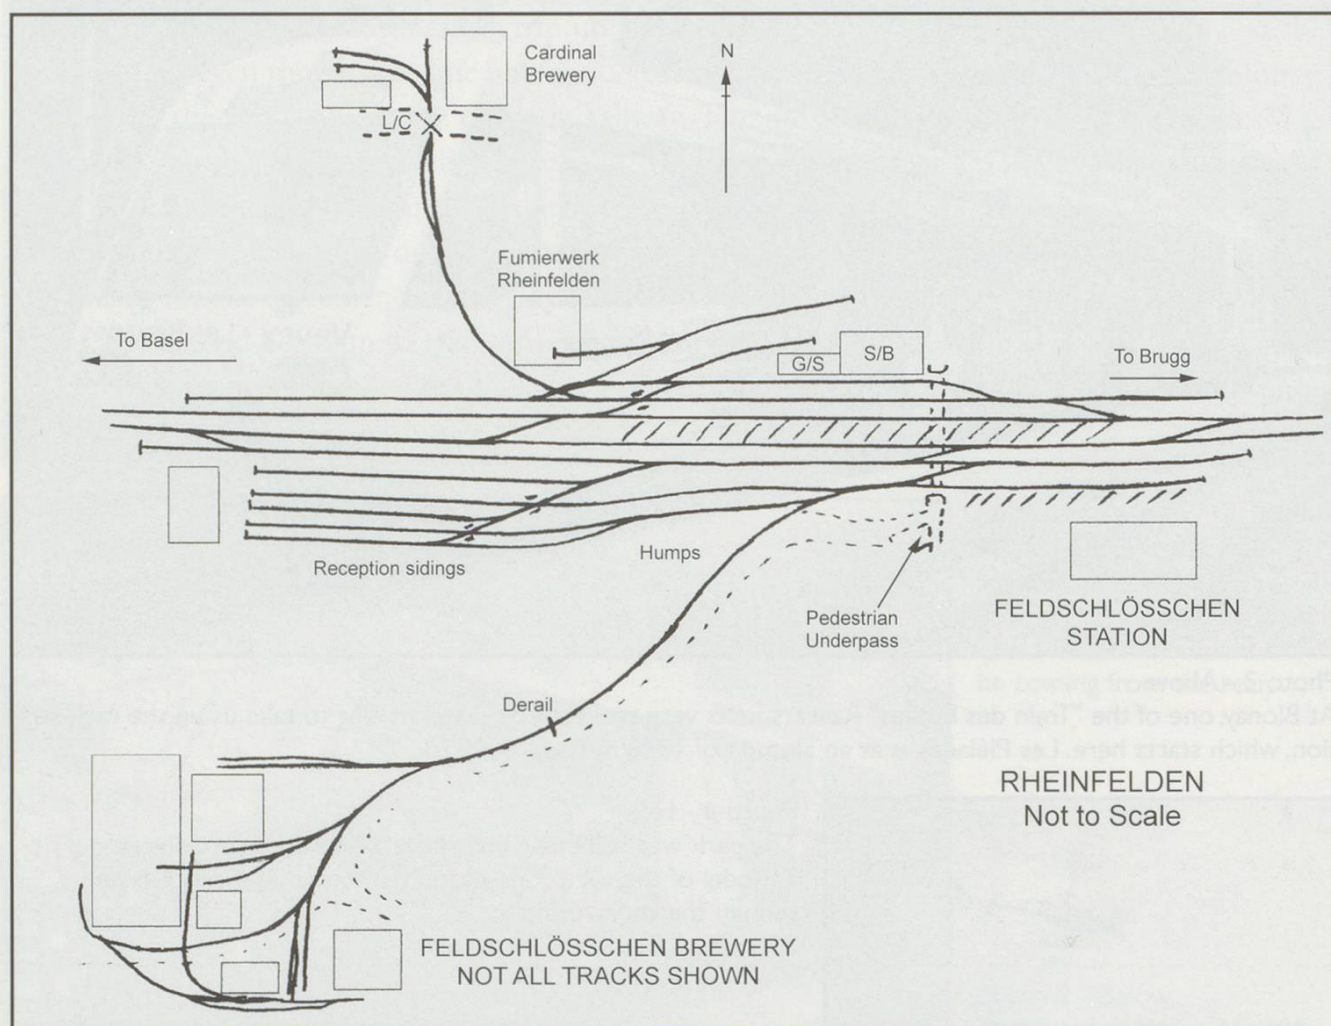 Cardinal
Brewery
N
L/C
Fumierwerk
Rheinfelden
To Basel
G/S
S/B
To Brugg
Reception sidings
Humps
Pedestrian
Underpass
FELDSCHLÖSSCHEN
STATION
Derail
RHEINFELDEN
Not to Scale
FELDSCHLÖSSCHEN BREWERY
NOT ALL TRACKS SHOWN